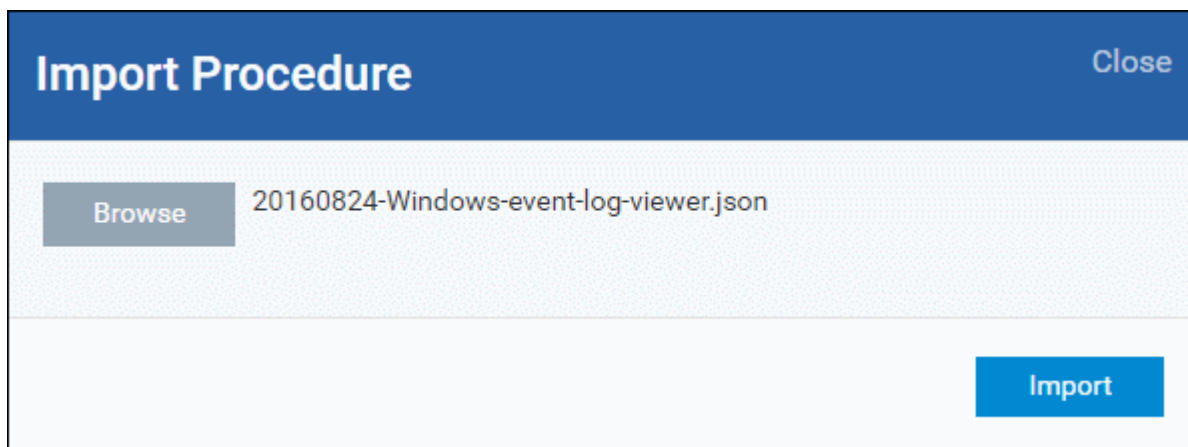 Import Procedure
Close
Browse
20160824-Windows-event-log-viewer.json
Import